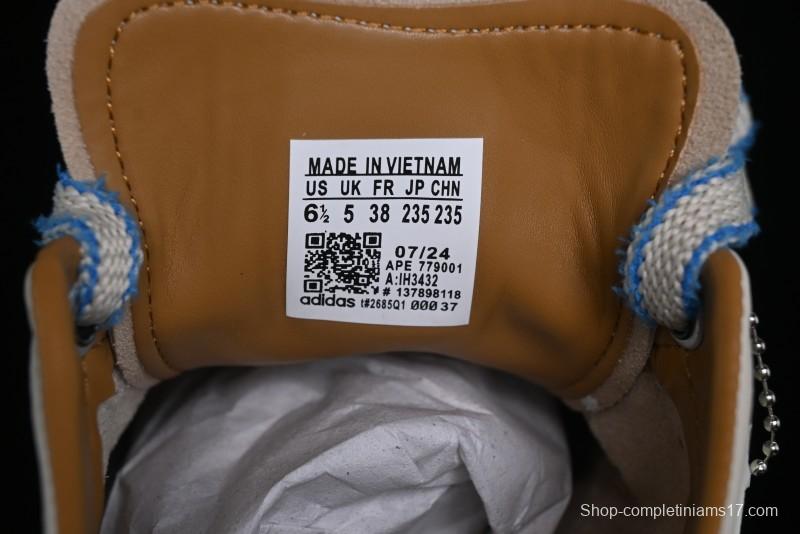 MADE IN VIETNAM
US UK FR JP CHN
6½ 5 38 235 235
07/24
APE 779001
A:IH3432
# 137898118
adidas t#2685Q1 000 37
Shop-completiniams17.com